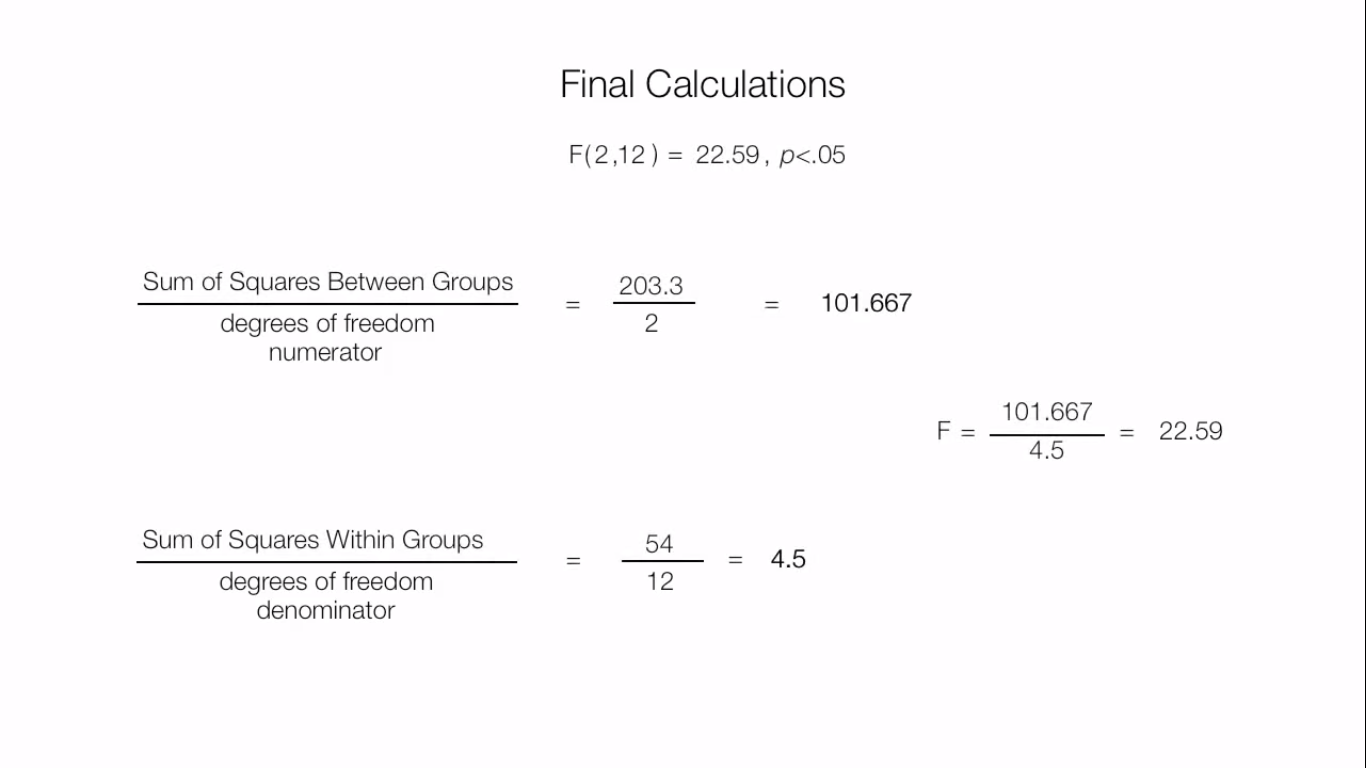 Final Calculations
F(2,12) = 22.59, p<.05
Sum of Squares Between Groups
degrees of freedom
numerator
= 203.3
2
= 101.667
F = 101.667
4.5
= 22.59
Sum of Squares Within Groups
degrees of freedom
denominator
= 54
12
= 4.5